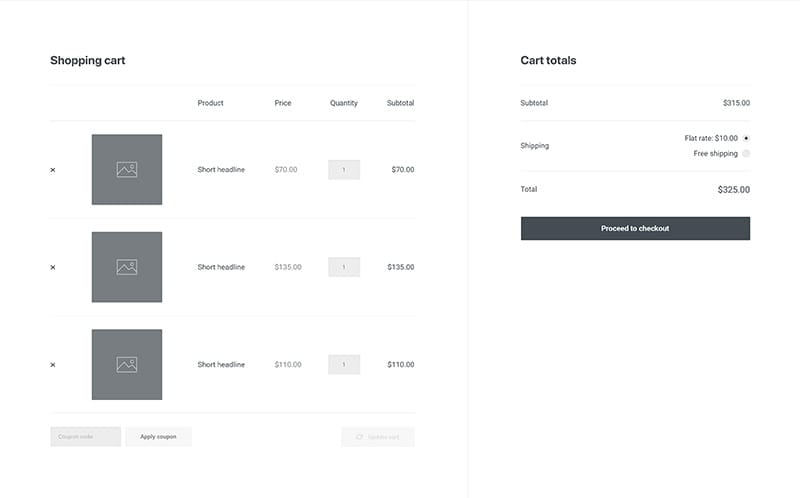 Shopping cart
Product Price Quantity Subtotal
× Short headline $70.00 1 $70.00
× Short headline $135.00 1 $135.00
× Short headline $110.00 1 $110.00
Coupon code Apply coupon Update cart
Cart totals
Subtotal $315.00
Shipping
Flat rate: $10.00
Free shipping
Total $325.00
Proceed to checkout